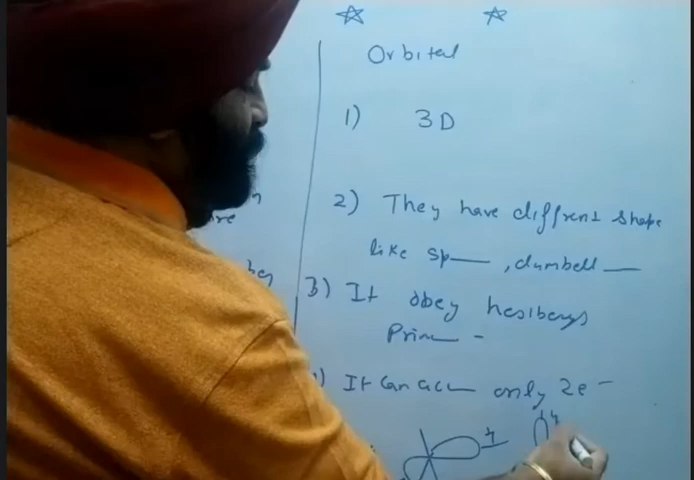 Orbital
1) 3D
2) They have diffrent shape
like sp— , dumbell —
3) It obey hesibergs
Prin— -
It can acc— only 2e-